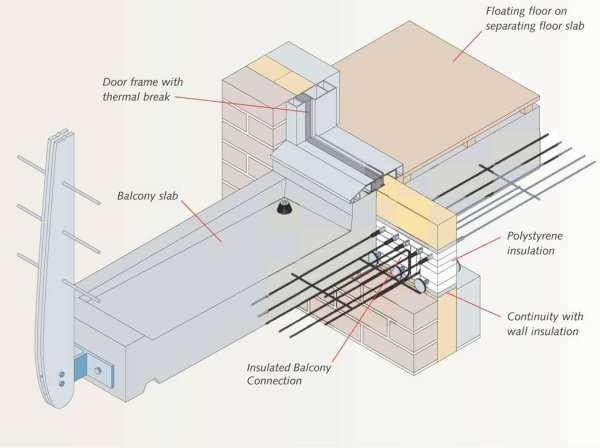 Floating floor on
separating floor slab
Door frame with
thermal break
Balcony slab
Polystyrene
insulation
Continuity with
wall insulation
Insulated Balcony
Connection